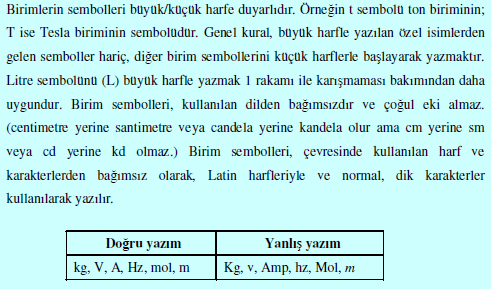 Birimlerin sembolleri büyük/küçük harfe duyarlıdır. Örneğin t sembolü ton biriminin;
T ise Tesla biriminin sembolüdür. Genel kural, büyük harfle yazılan özel isimlerden
gelen semboller hariç, diğer birim sembollerini küçük harflerle başlayarak yazmaktır.
Litre sembolünü (L) büyük harfle yazmak 1 rakamı ile karışmaması bakımından daha
uygundur. Birim sembolleri, kullanılan dilden bağımsızdır ve çoğul eki almaz.
(centimetre yerine santimetre veya candela yerine kandela olur ama cm yerine sm
veya cd yerine kd olmaz.) Birim sembolleri, çevresinde kullanılan harf ve
karakterlerden bağımsız olarak, Latin harfleriyle ve normal, dik karakterler
kullanılarak yazılır.
Doğru yazım Yanlış yazım
kg, V, A, Hz, mol, m Kg, v, Amp, hz, Mol, m